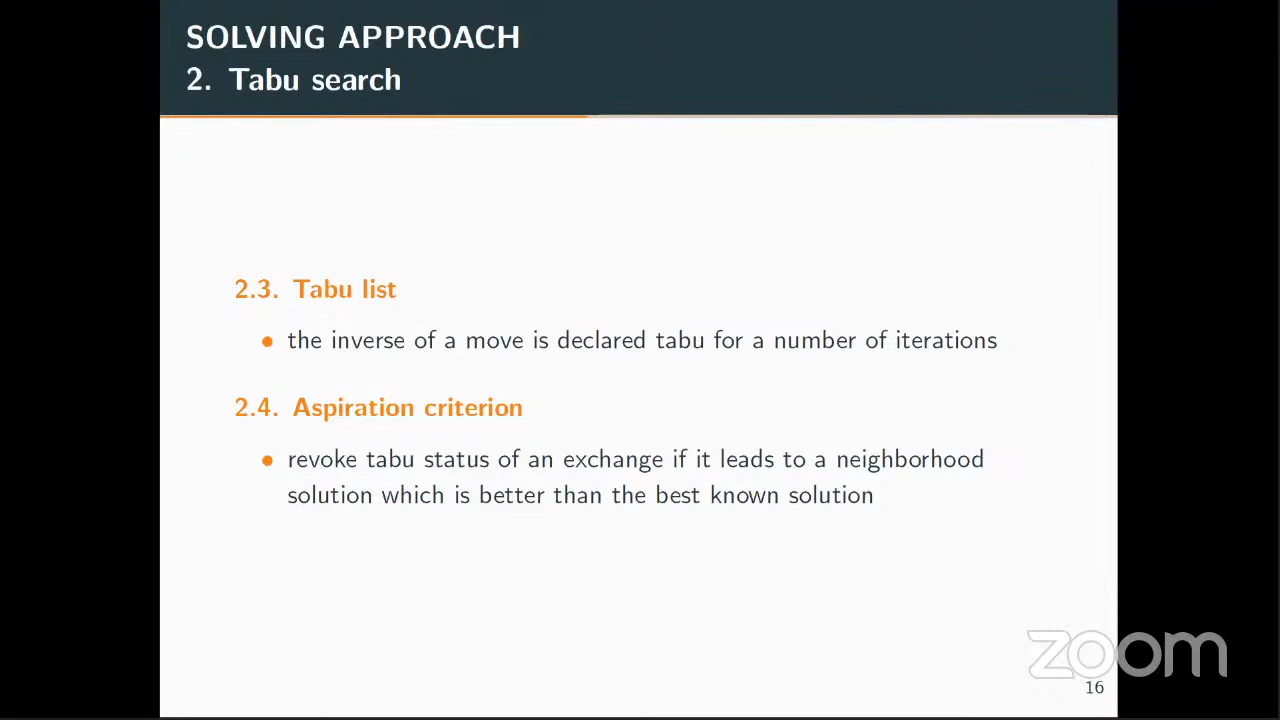 SOLVING APPROACH
2. Tabu search
2.3. Tabu list
• the inverse of a move is declared tabu for a number of iterations
2.4. Aspiration criterion
• revoke tabu status of an exchange if it leads to a neighborhood
solution which is better than the best known solution
zoom
16